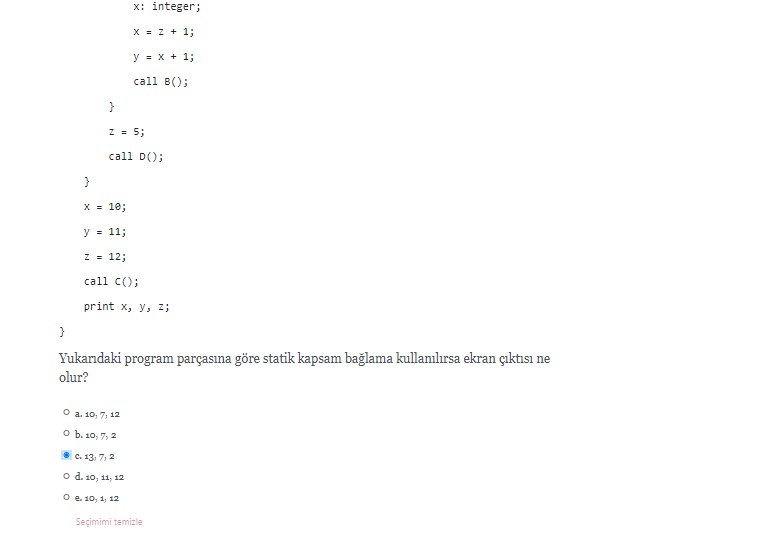 x: integer;
x = z + 1;
y = x + 1;
call B();
}
z = 5;
call D();
}
x = 10;
y = 11;
z = 12;
call C();
print x, y, z;
}
Yukarıdaki program parçasına göre statik kapsam bağlama kullanılırsa ekran çıktısı ne
olur?
a. 10, 7, 12
b. 10, 7, 2
c. 13, 7, 2
d. 10, 11, 12
e. 10, 1, 12
Seçimimi temizle